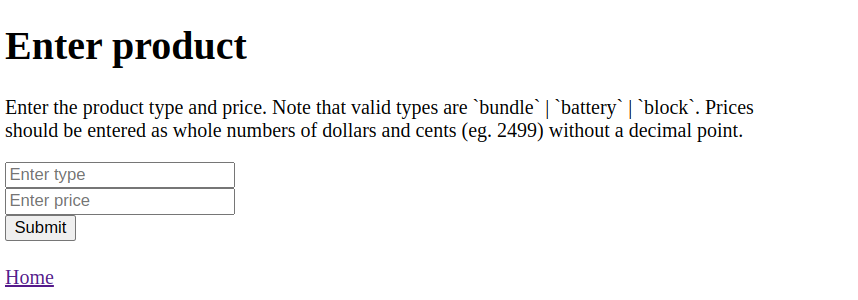 Enter product
Enter the product type and price. Note that valid types are `bundle` | `battery` | `block`. Prices
should be entered as whole numbers of dollars and cents (eg. 2499) without a decimal point.
Enter type
Enter price
Submit
Home